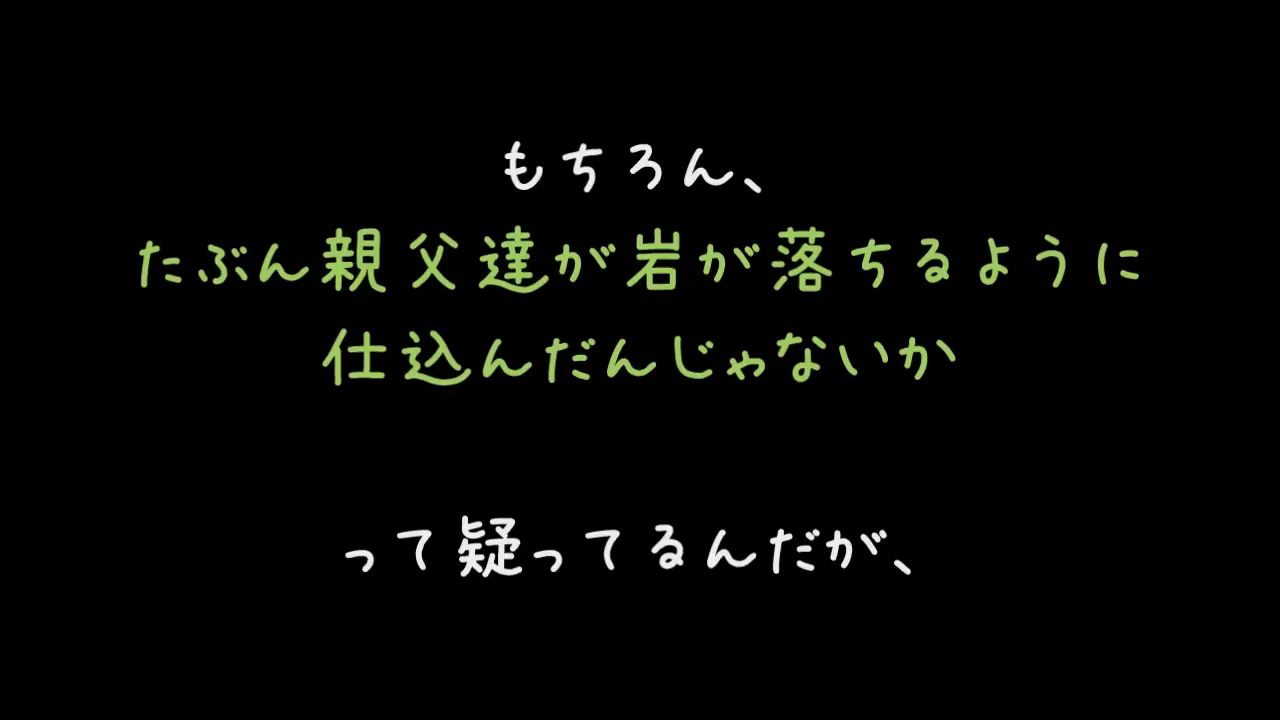 もちろん、
たぶん親父達が岩が落ちるように
仕込んだんじゃないか
って疑ってるんだが、